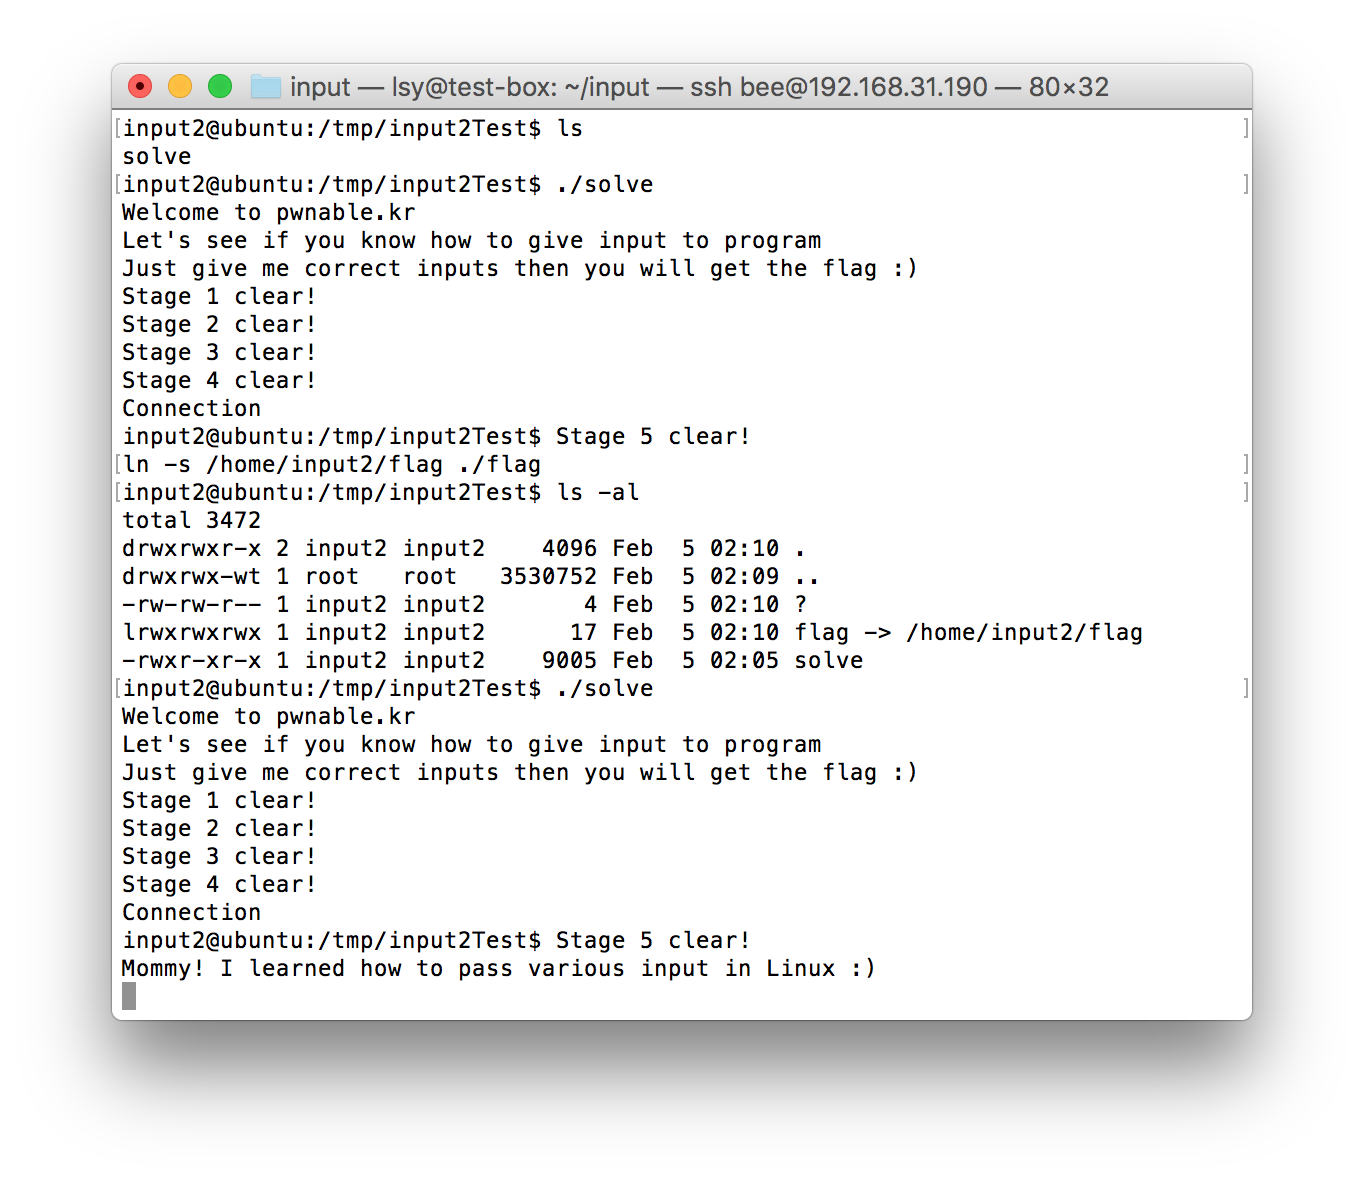 input — lsy@test-box: ~/input — ssh bee@192.168.31.190 — 80×32
[input2@ubuntu:/tmp/input2Test$ ls ]
solve
[input2@ubuntu:/tmp/input2Test$ ./solve ]
Welcome to pwnable.kr
Let's see if you know how to give input to program
Just give me correct inputs then you will get the flag :)
Stage 1 clear!
Stage 2 clear!
Stage 3 clear!
Stage 4 clear!
Connection
input2@ubuntu:/tmp/input2Test$ Stage 5 clear!
[ln -s /home/input2/flag ./flag ]
[input2@ubuntu:/tmp/input2Test$ ls -al ]
total 3472
drwxrwxr-x 2 input2 input2    4096 Feb  5 02:10 .
drwxrwx-wt 1 root   root   3530752 Feb  5 02:09 ..
-rw-rw-r-- 1 input2 input2       4 Feb  5 02:10 ?
lrwxrwxrwx 1 input2 input2      17 Feb  5 02:10 flag -> /home/input2/flag
-rwxr-xr-x 1 input2 input2    9005 Feb  5 02:05 solve
[input2@ubuntu:/tmp/input2Test$ ./solve ]
Welcome to pwnable.kr
Let's see if you know how to give input to program
Just give me correct inputs then you will get the flag :)
Stage 1 clear!
Stage 2 clear!
Stage 3 clear!
Stage 4 clear!
Connection
input2@ubuntu:/tmp/input2Test$ Stage 5 clear!
Mommy! I learned how to pass various input in Linux :)